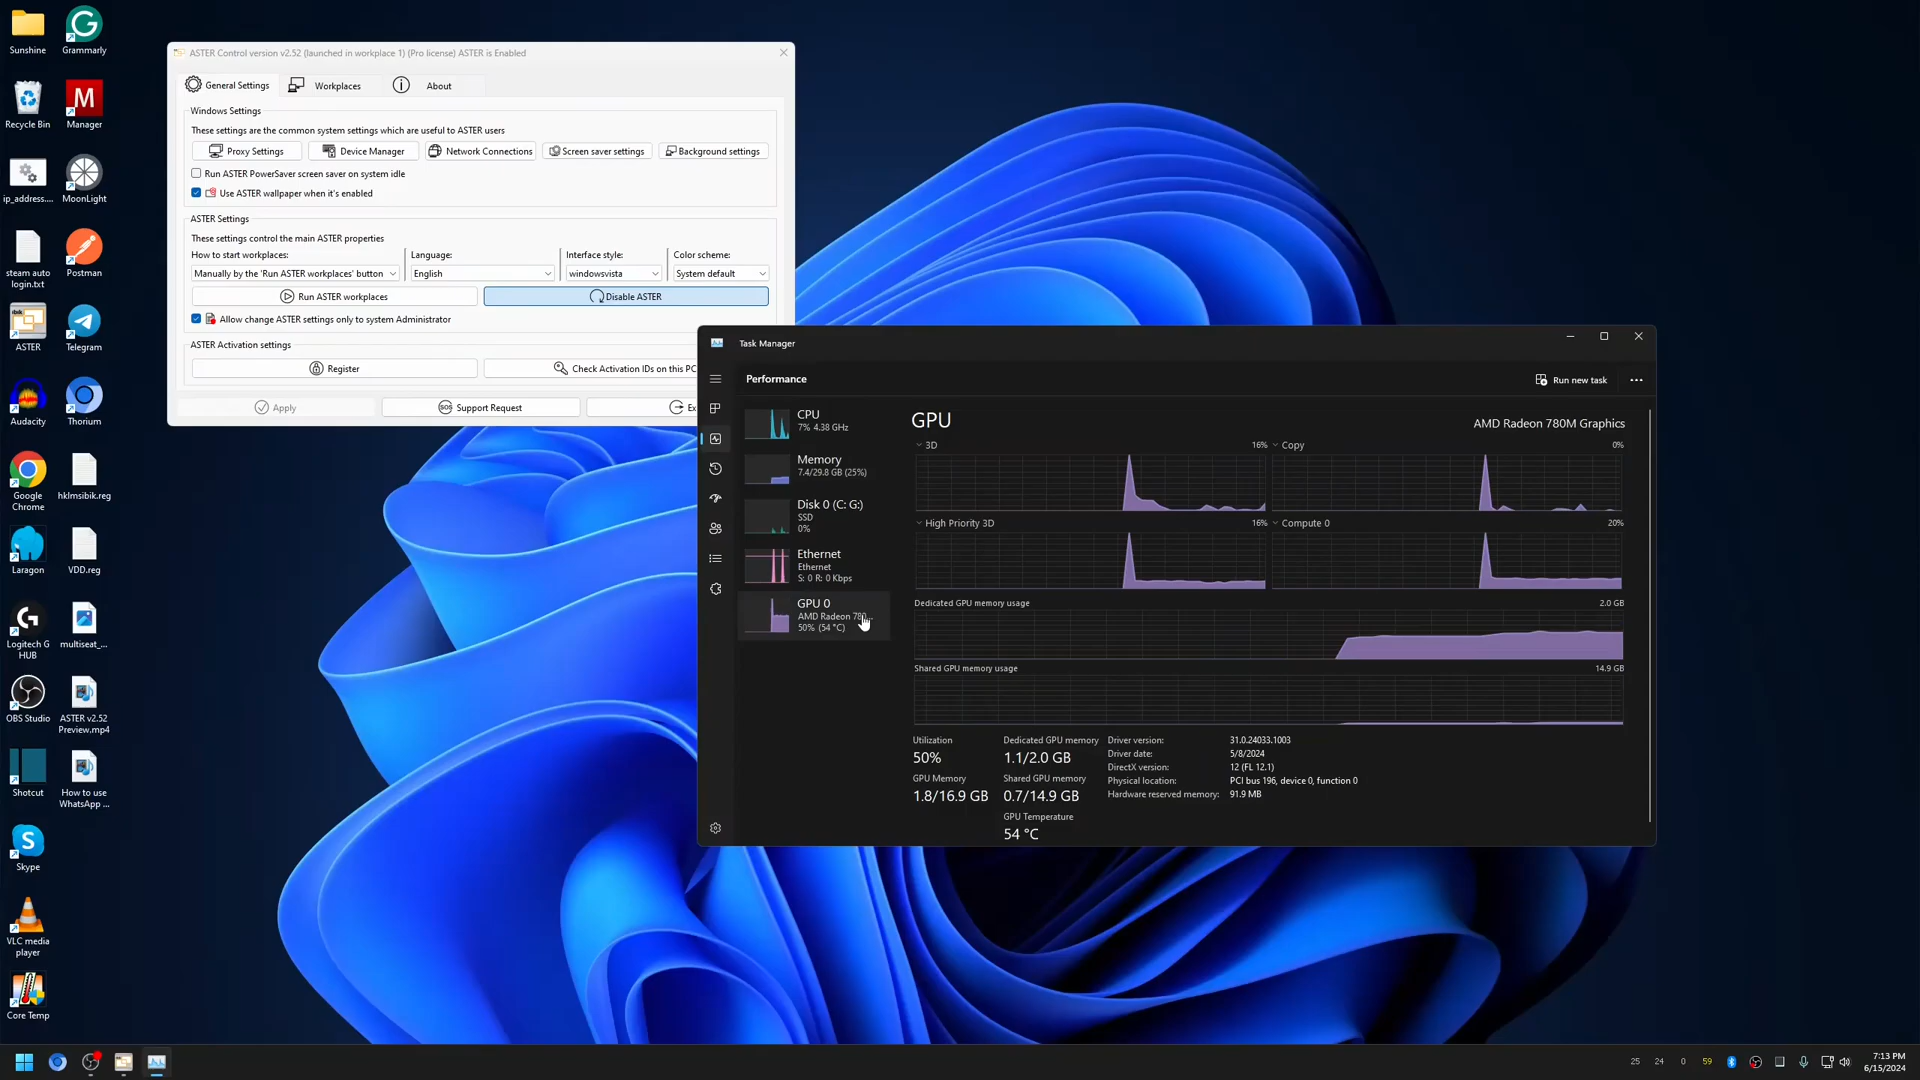 Sunshine
Grammarly
Recycle Bin
Manager
ip_address....
MoonLight
steam auto
login.txt
Postman
ASTER
Telegram
Audacity
Thorium
Google
Chrome
hklmsibik.reg
Laragon
VDD.reg
Logitech G
HUB
multiseat_...
OBS Studio
ASTER v2.52
Preview.mp4
Shotcut
How to use
WhatsApp ...
Skype
VLC media
player
Core Temp
ASTER Control version v2.52 (launched in workplace 1) (Pro license) ASTER is Enabled
General Settings
Workplaces
About
Windows Settings
These settings are the common system settings which are useful to ASTER users
Proxy Settings
Device Manager
Network Connections
Screen saver settings
Background settings
Run ASTER PowerSaver screen saver on system idle
Use ASTER wallpaper when it's enabled
ASTER Settings
These settings control the main ASTER properties
How to start workplaces:
Language:
Interface style:
Color scheme:
Manually by the 'Run ASTER workplaces' button
English
windowsvista
System default
Run ASTER workplaces
Disable ASTER
Allow change ASTER settings only to system Administrator
ASTER Activation settings
Register
Check Activation IDs on this PC
Apply
SOS
Support Request
Ex
Task Manager
Performance
Run new task
CPU
7% 4.38 GHz
Memory
7.4/29.8 GB (25%)
Disk 0 (C: G:)
SSD
0%
Ethernet
Ethernet
S: 0 R: 0 Kbps
GPU 0
AMD Radeon 780...
50% (54 °C)
GPU
AMD Radeon 780M Graphics
3D
16%
Copy
0%
High Priority 3D
16%
Compute 0
20%
Dedicated GPU memory usage
2.0 GB
Shared GPU memory usage
14.9 GB
Utilization
50%
Dedicated GPU memory
1.1/2.0 GB
GPU Memory
1.8/16.9 GB
Shared GPU memory
0.7/14.9 GB
GPU Temperature
54 °C
Driver version:
31.0.24033.1003
Driver date:
5/8/2024
DirectX version:
12 (FL 12.1)
Physical location:
PCI bus 196, device 0, function 0
Hardware reserved memory:
91.9 MB
25
24
0
59
7:13 PM
6/15/2024